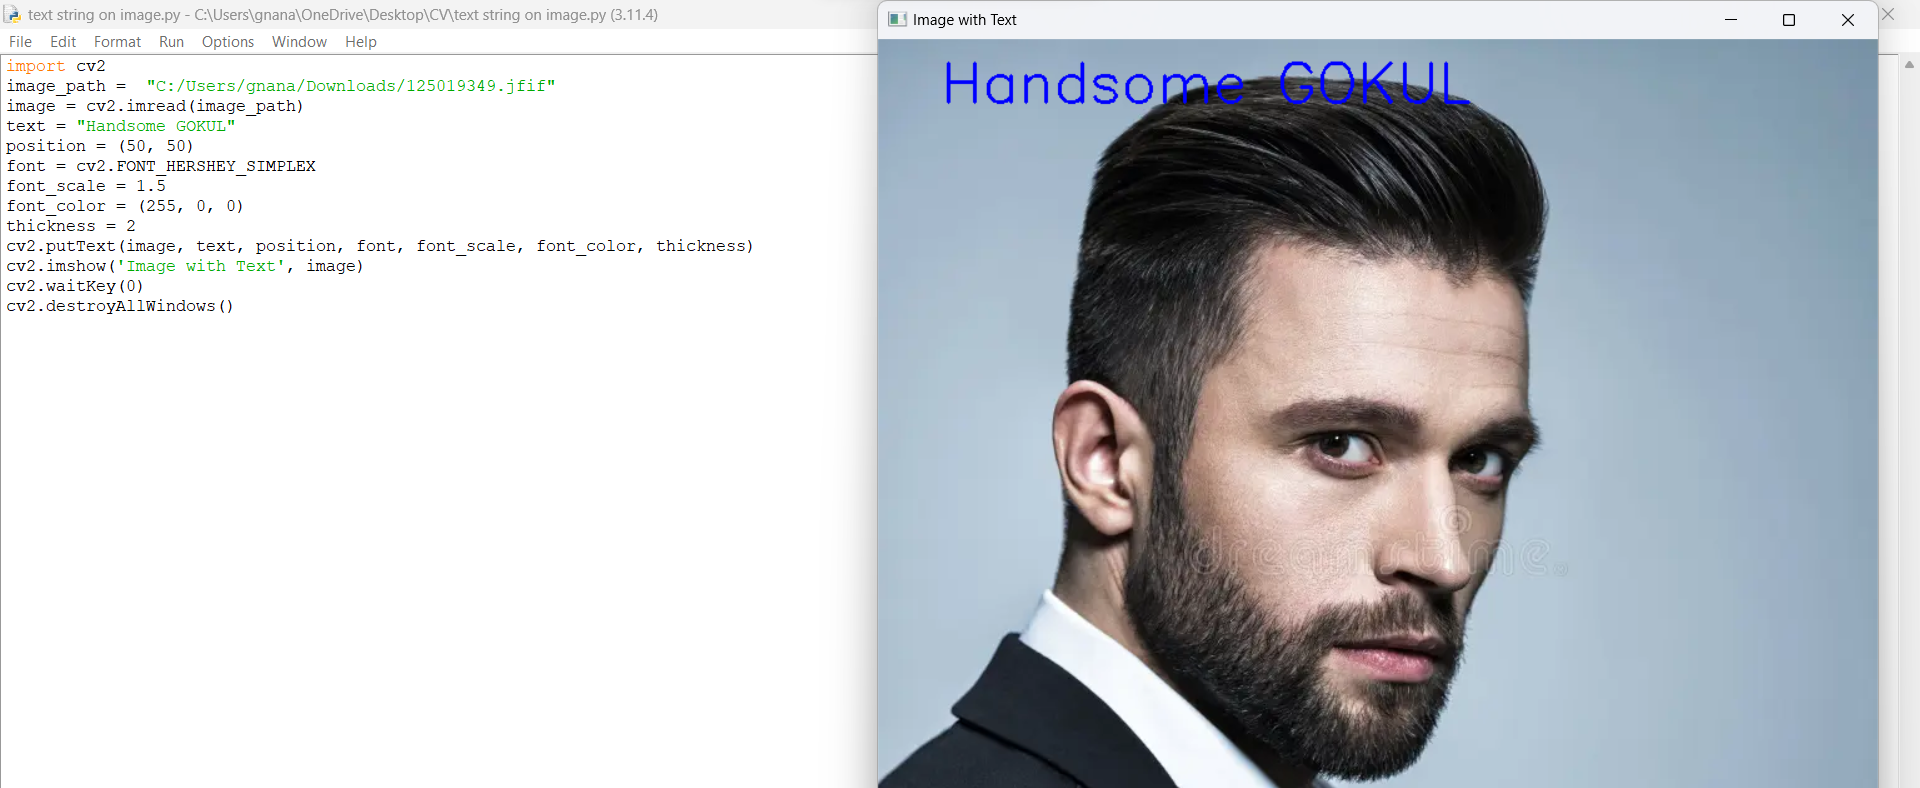 text string on image.py - C:\Users\gnana\OneDrive\Desktop\CV\text string on image.py (3.11.4)
File Edit Format Run Options Window Help
import cv2
image_path =  "C:/Users/gnana/Downloads/125019349.jfif"
image = cv2.imread(image_path)
text = "Handsome GOKUL"
position = (50, 50)
font = cv2.FONT_HERSHEY_SIMPLEX
font_scale = 1.5
font_color = (255, 0, 0)
thickness = 2
cv2.putText(image, text, position, font, font_scale, font_color, thickness)
cv2.imshow('Image with Text', image)
cv2.waitKey(0)
cv2.destroyAllWindows()
Image with Text
Handsome GOKUL
dreamstime.